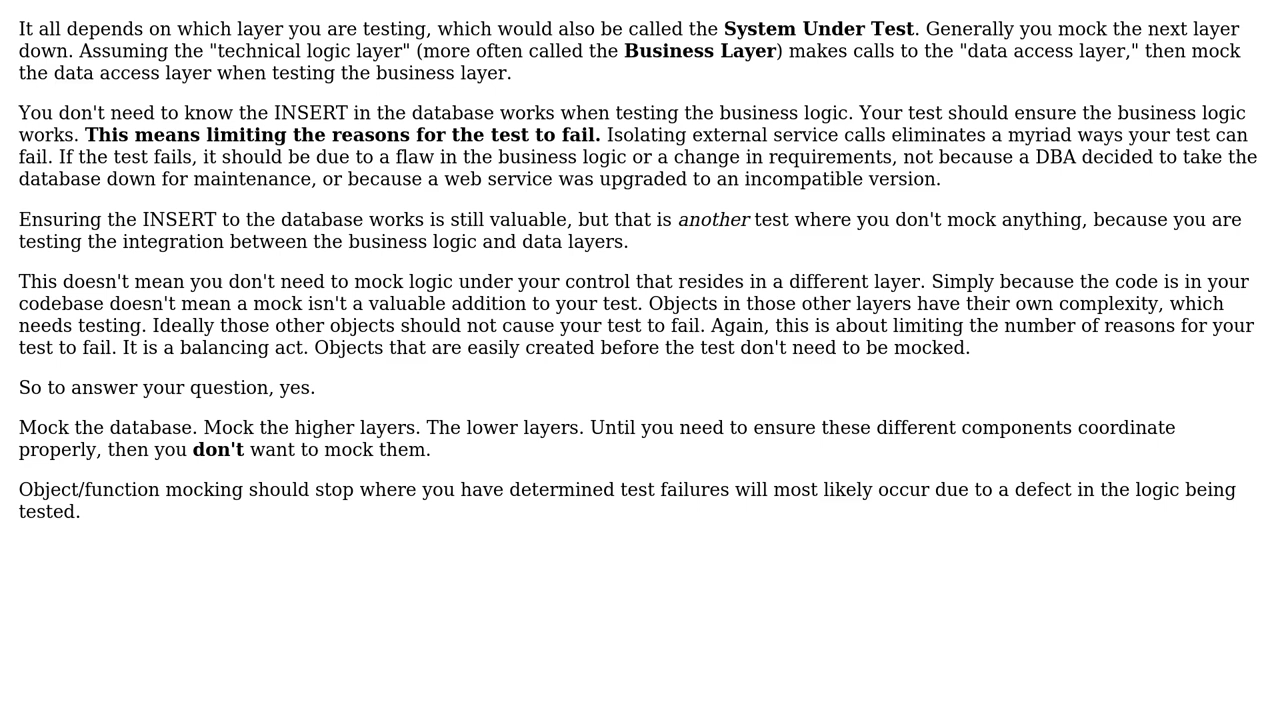 It all depends on which layer you are testing, which would also be called the System Under Test. Generally you mock the next layer
down. Assuming the "technical logic layer" (more often called the Business Layer) makes calls to the "data access layer," then mock
the data access layer when testing the business layer.
You don't need to know the INSERT in the database works when testing the business logic. Your test should ensure the business logic
works. This means limiting the reasons for the test to fail. Isolating external service calls eliminates a myriad ways your test can
fail. If the test fails, it should be due to a flaw in the business logic or a change in requirements, not because a DBA decided to take the
database down for maintenance, or because a web service was upgraded to an incompatible version.
Ensuring the INSERT to the database works is still valuable, but that is another test where you don't mock anything, because you are
testing the integration between the business logic and data layers.
This doesn't mean you don't need to mock logic under your control that resides in a different layer. Simply because the code is in your
codebase doesn't mean a mock isn't a valuable addition to your test. Objects in those other layers have their own complexity, which
needs testing. Ideally those other objects should not cause your test to fail. Again, this is about limiting the number of reasons for your
test to fail. It is a balancing act. Objects that are easily created before the test don't need to be mocked.
So to answer your question, yes.
Mock the database. Mock the higher layers. The lower layers. Until you need to ensure these different components coordinate
properly, then you don't want to mock them.
Object/function mocking should stop where you have determined test failures will most likely occur due to a defect in the logic being
tested.